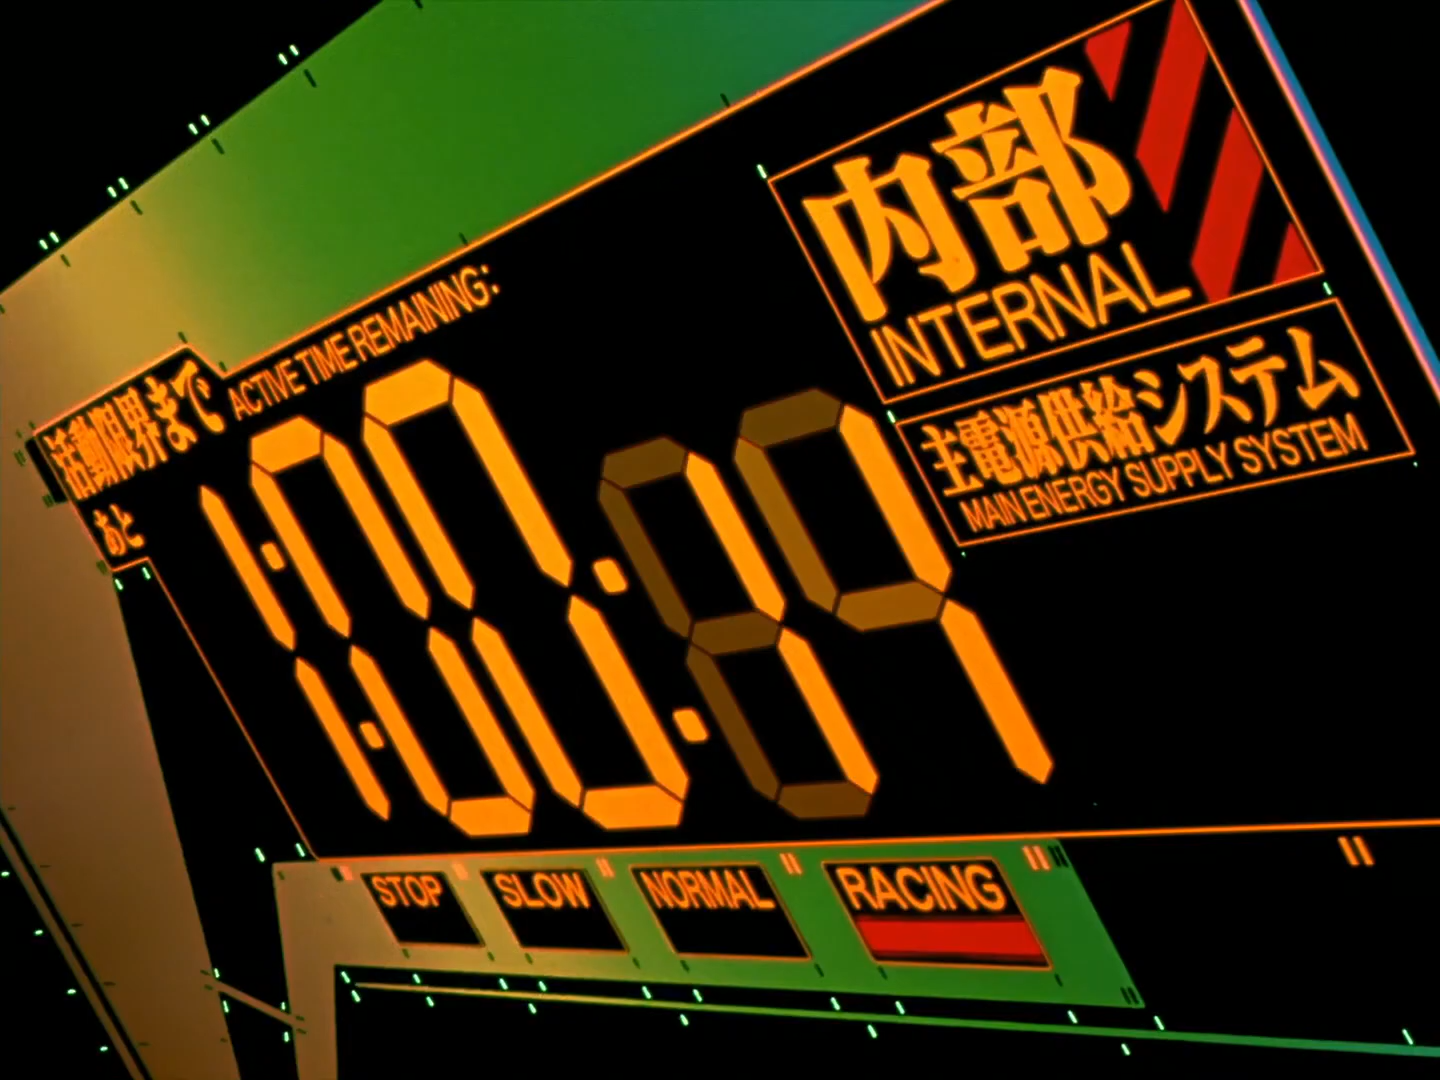 内部
INTERNAL
主電源供給システム
MAIN ENERGY SUPPLY SYSTEM
活動限界まで
ACTIVE TIME REMAINING:
あと
1:00:
STOP
SLOW
NORMAL
RACING